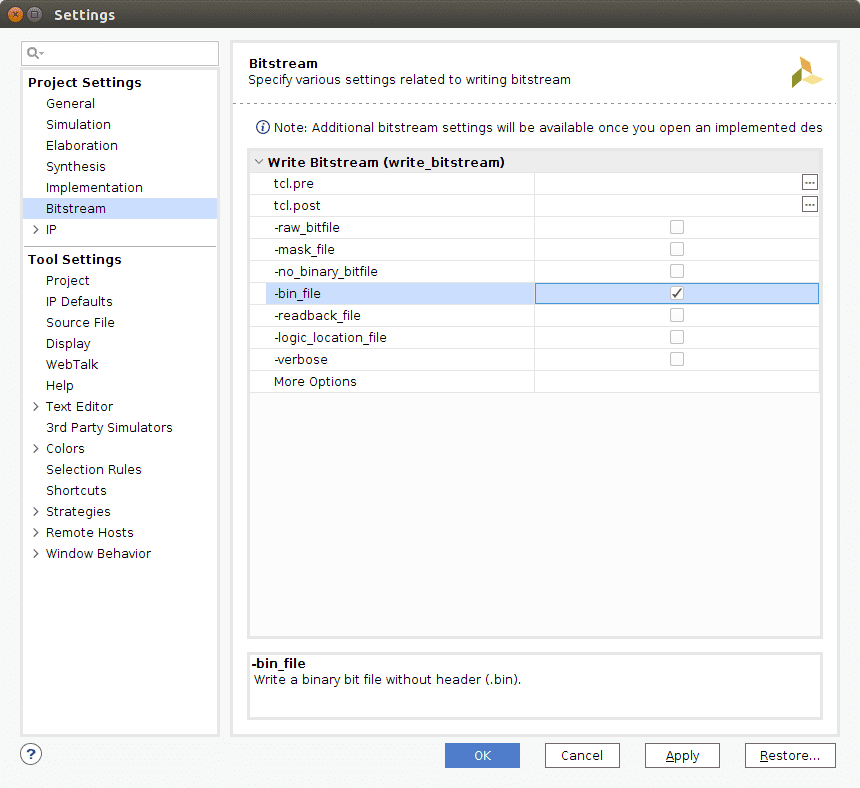 Settings
Project Settings
General
Simulation
Elaboration
Synthesis
Implementation
Bitstream
IP
Tool Settings
Project
IP Defaults
Source File
Display
WebTalk
Help
Text Editor
3rd Party Simulators
Colors
Selection Rules
Shortcuts
Strategies
Remote Hosts
Window Behavior
Bitstream
Specify various settings related to writing bitstream
Note: Additional bitstream settings will be available once you open an implemented des
Write Bitstream (write_bitstream)
tcl.pre
...
tcl.post
...
-raw_bitfile
-mask_file
-no_binary_bitfile
-bin_file
-readback_file
-logic_location_file
-verbose
More Options
-bin_file
Write a binary bit file without header (.bin).
?
OK
Cancel
Apply
Restore...